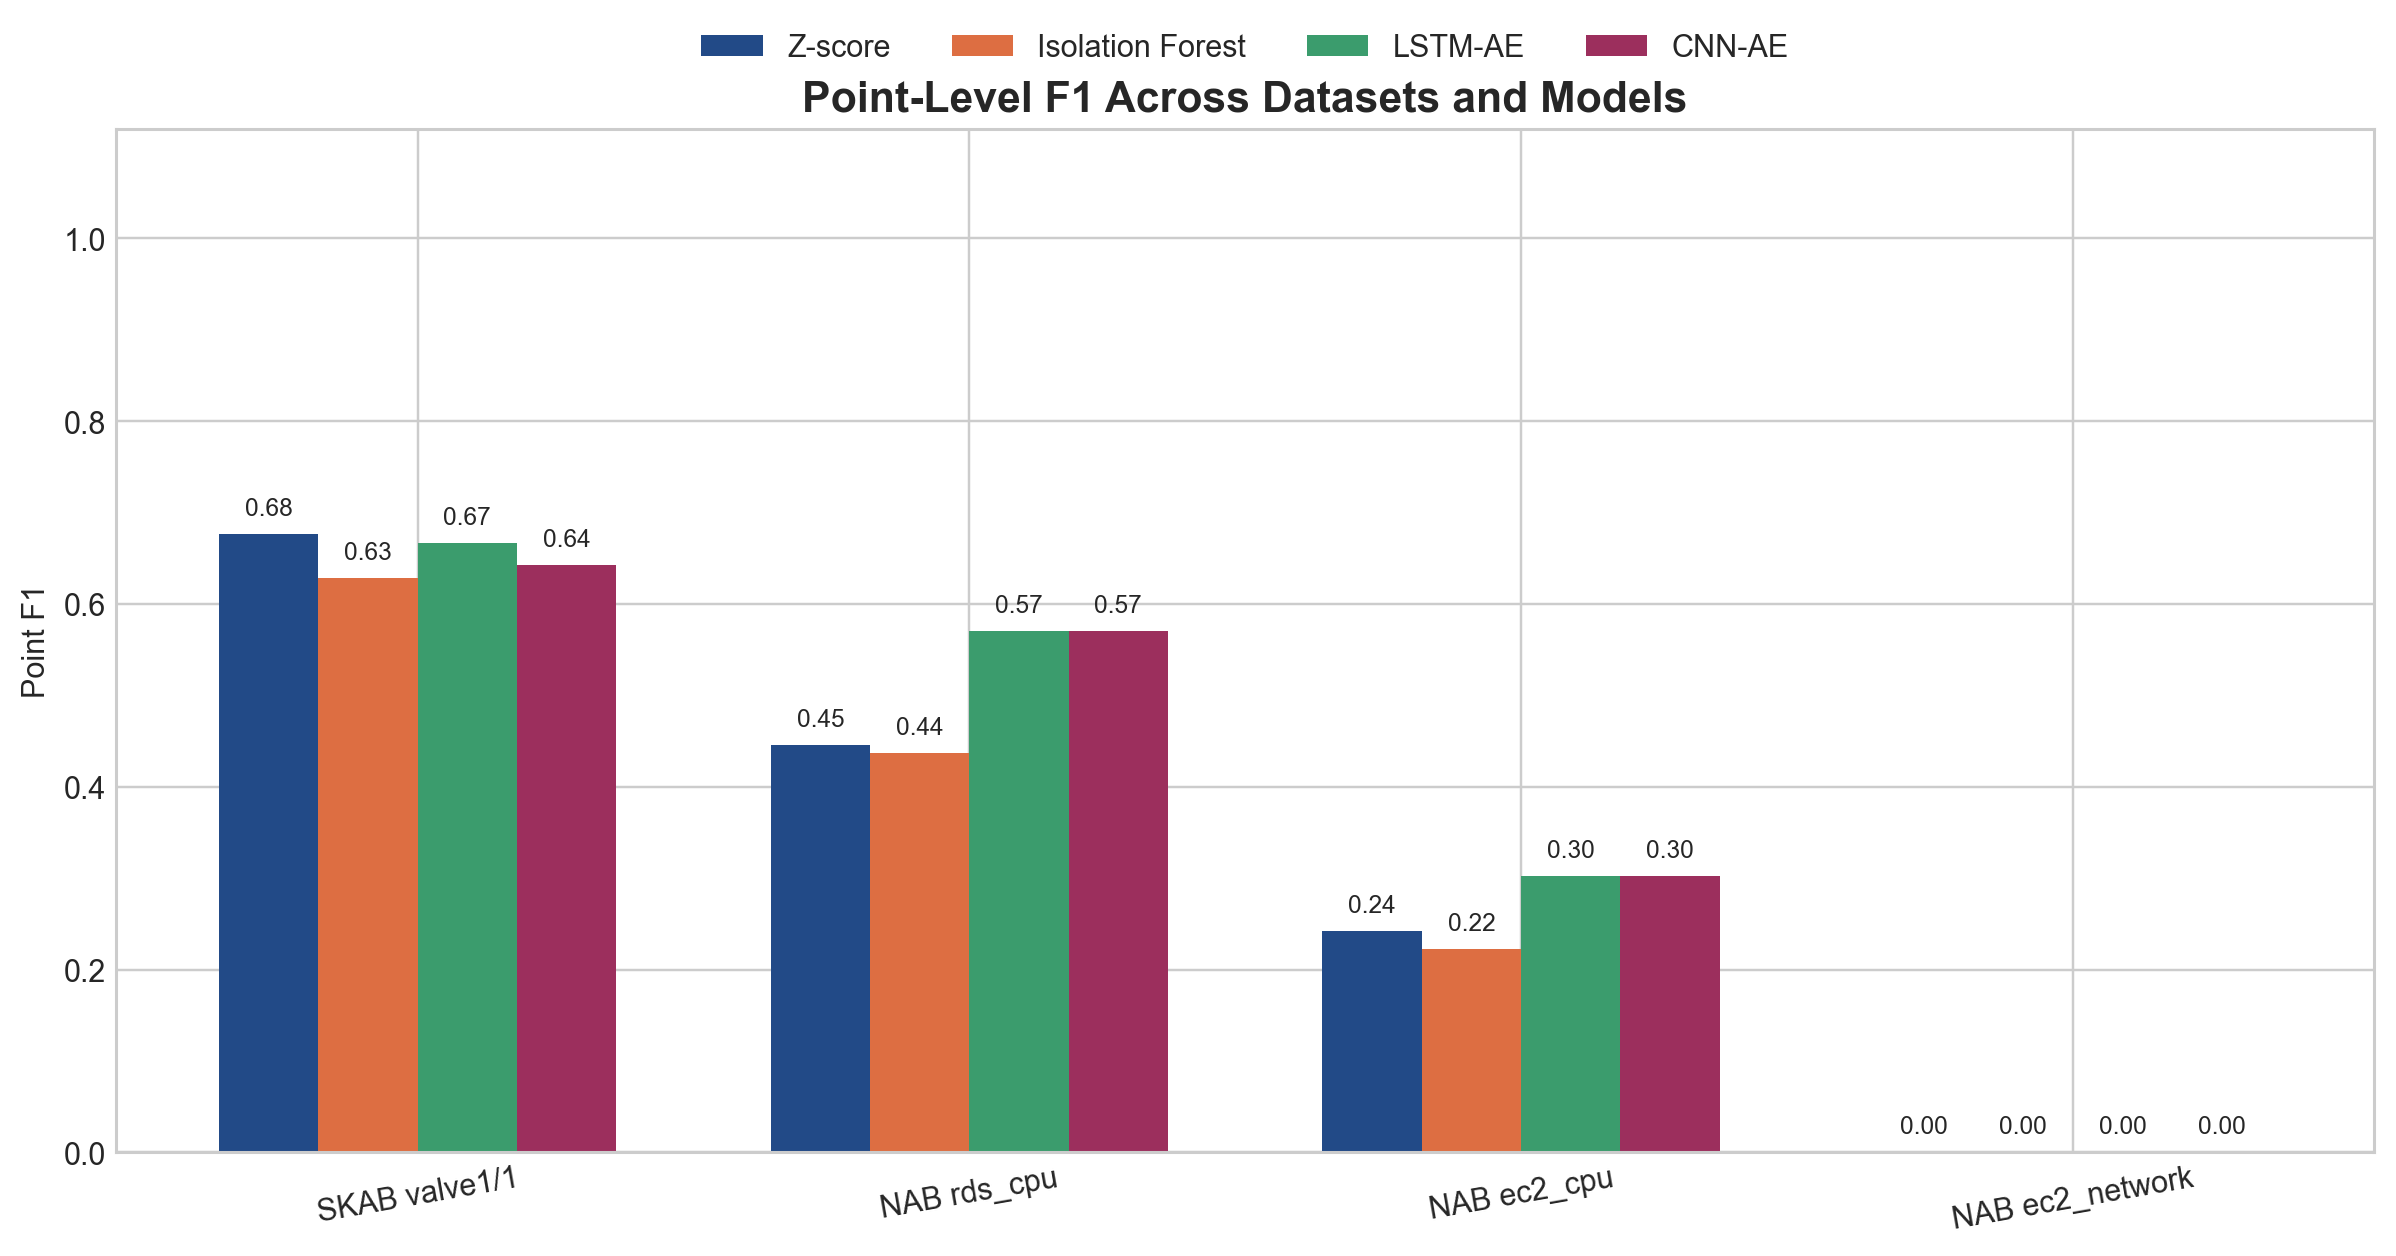 Z-score Isolation Forest LSTM-AE CNN-AE
Point-Level F1 Across Datasets and Models
Point F1
1.0
0.8
0.6
0.4
0.2
0.0
0.68 0.63 0.67 0.64
0.45 0.44 0.57 0.57
0.24 0.22 0.30 0.30
0.00 0.00 0.00 0.00
SKAB valve1/1 NAB rds_cpu NAB ec2_cpu NAB ec2_network